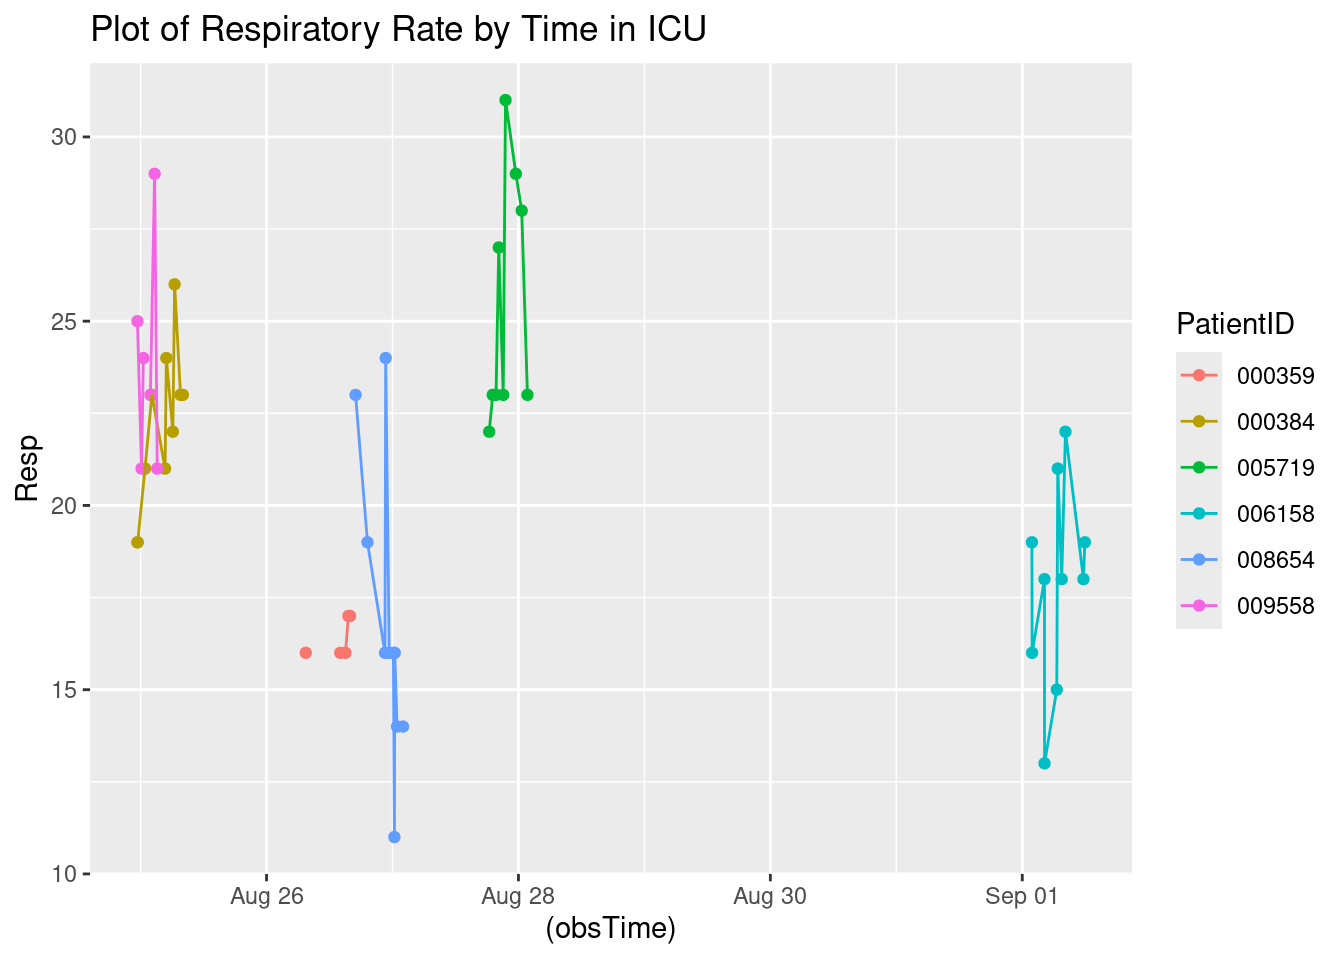 Plot of Respiratory Rate by Time in ICU
30
25
20
15
10
Resp
Aug 26
Aug 28
Aug 30
Sep 01
(obsTime)
PatientID
000359
000384
005719
006158
008654
009558